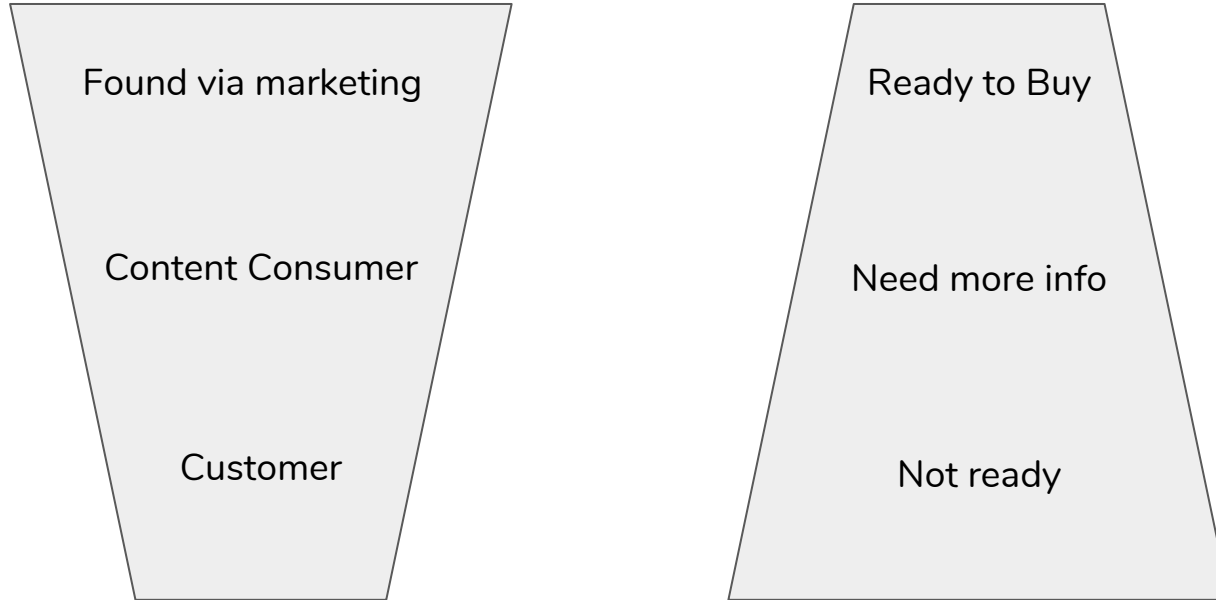 Found via marketing
Content Consumer
Customer
Ready to Buy
Need more info
Not ready